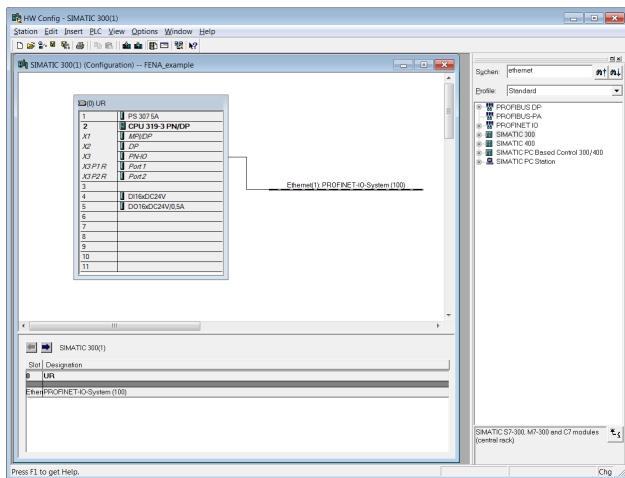 HW Config - SIMATIC 300(1)
Station Edit Insert PLC View Options Window Help
SIMATIC 300(1) (Configuration) -- FENA_example
(0) UR
1 PS 307 5A
2 CPU 319-3 PN/DP
X1 MPI/DP
X2 DP
X3 PN-IO
X3 P1 R Port 1
X3 P2 R Port 2
3
4 DI16xDC24V
5 DO16xDC24V/0,5A
6
7
8
9
10
11
Ethernet(1): PROFINET-IO-System (100)
SIMATIC 300(1)
Slot Designation
0 UR
Ether PROFINET-IO-System (100)
Suchen: ethernet
Profile: Standard
PROFIBUS DP
PROFIBUS-PA
PROFINET IO
SIMATIC 300
SIMATIC 400
SIMATIC PC Based Control 300/400
SIMATIC PC Station
SIMATIC S7-300, M7-300 and C7 modules
(central rack)
Press F1 to get Help.
Chg